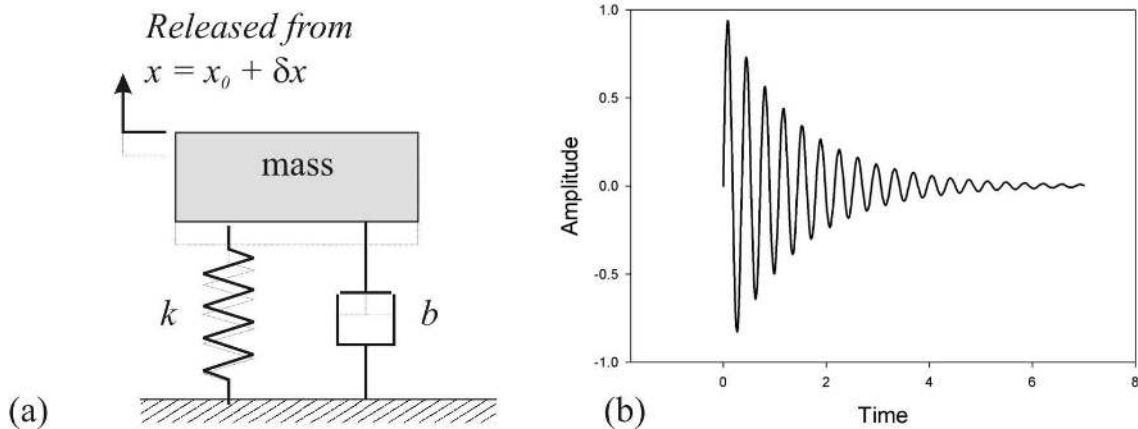 Released from
x = x₀ + δx
mass
k
b
(a)
1.0
0.5
0.0
-0.5
-1.0
Amplitude
0
2
4
6
8
Time
(b)